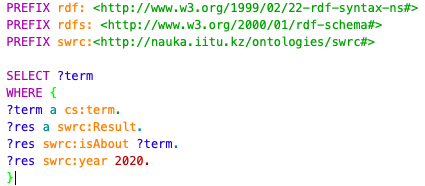 PREFIX rdf: <http://www.w3.org/1999/02/22-rdf-syntax-ns#>
PREFIX rdfs: <http://www.w3.org/2000/01/rdf-schema#>
PREFIX swrc:<http://nauka.iitu.kz/ontologies/swrc#>
SELECT ?term
WHERE {
?term a cs:term.
?res a swrc:Result.
?res swrc:isAbout ?term.
?res swrc:year 2020.
}